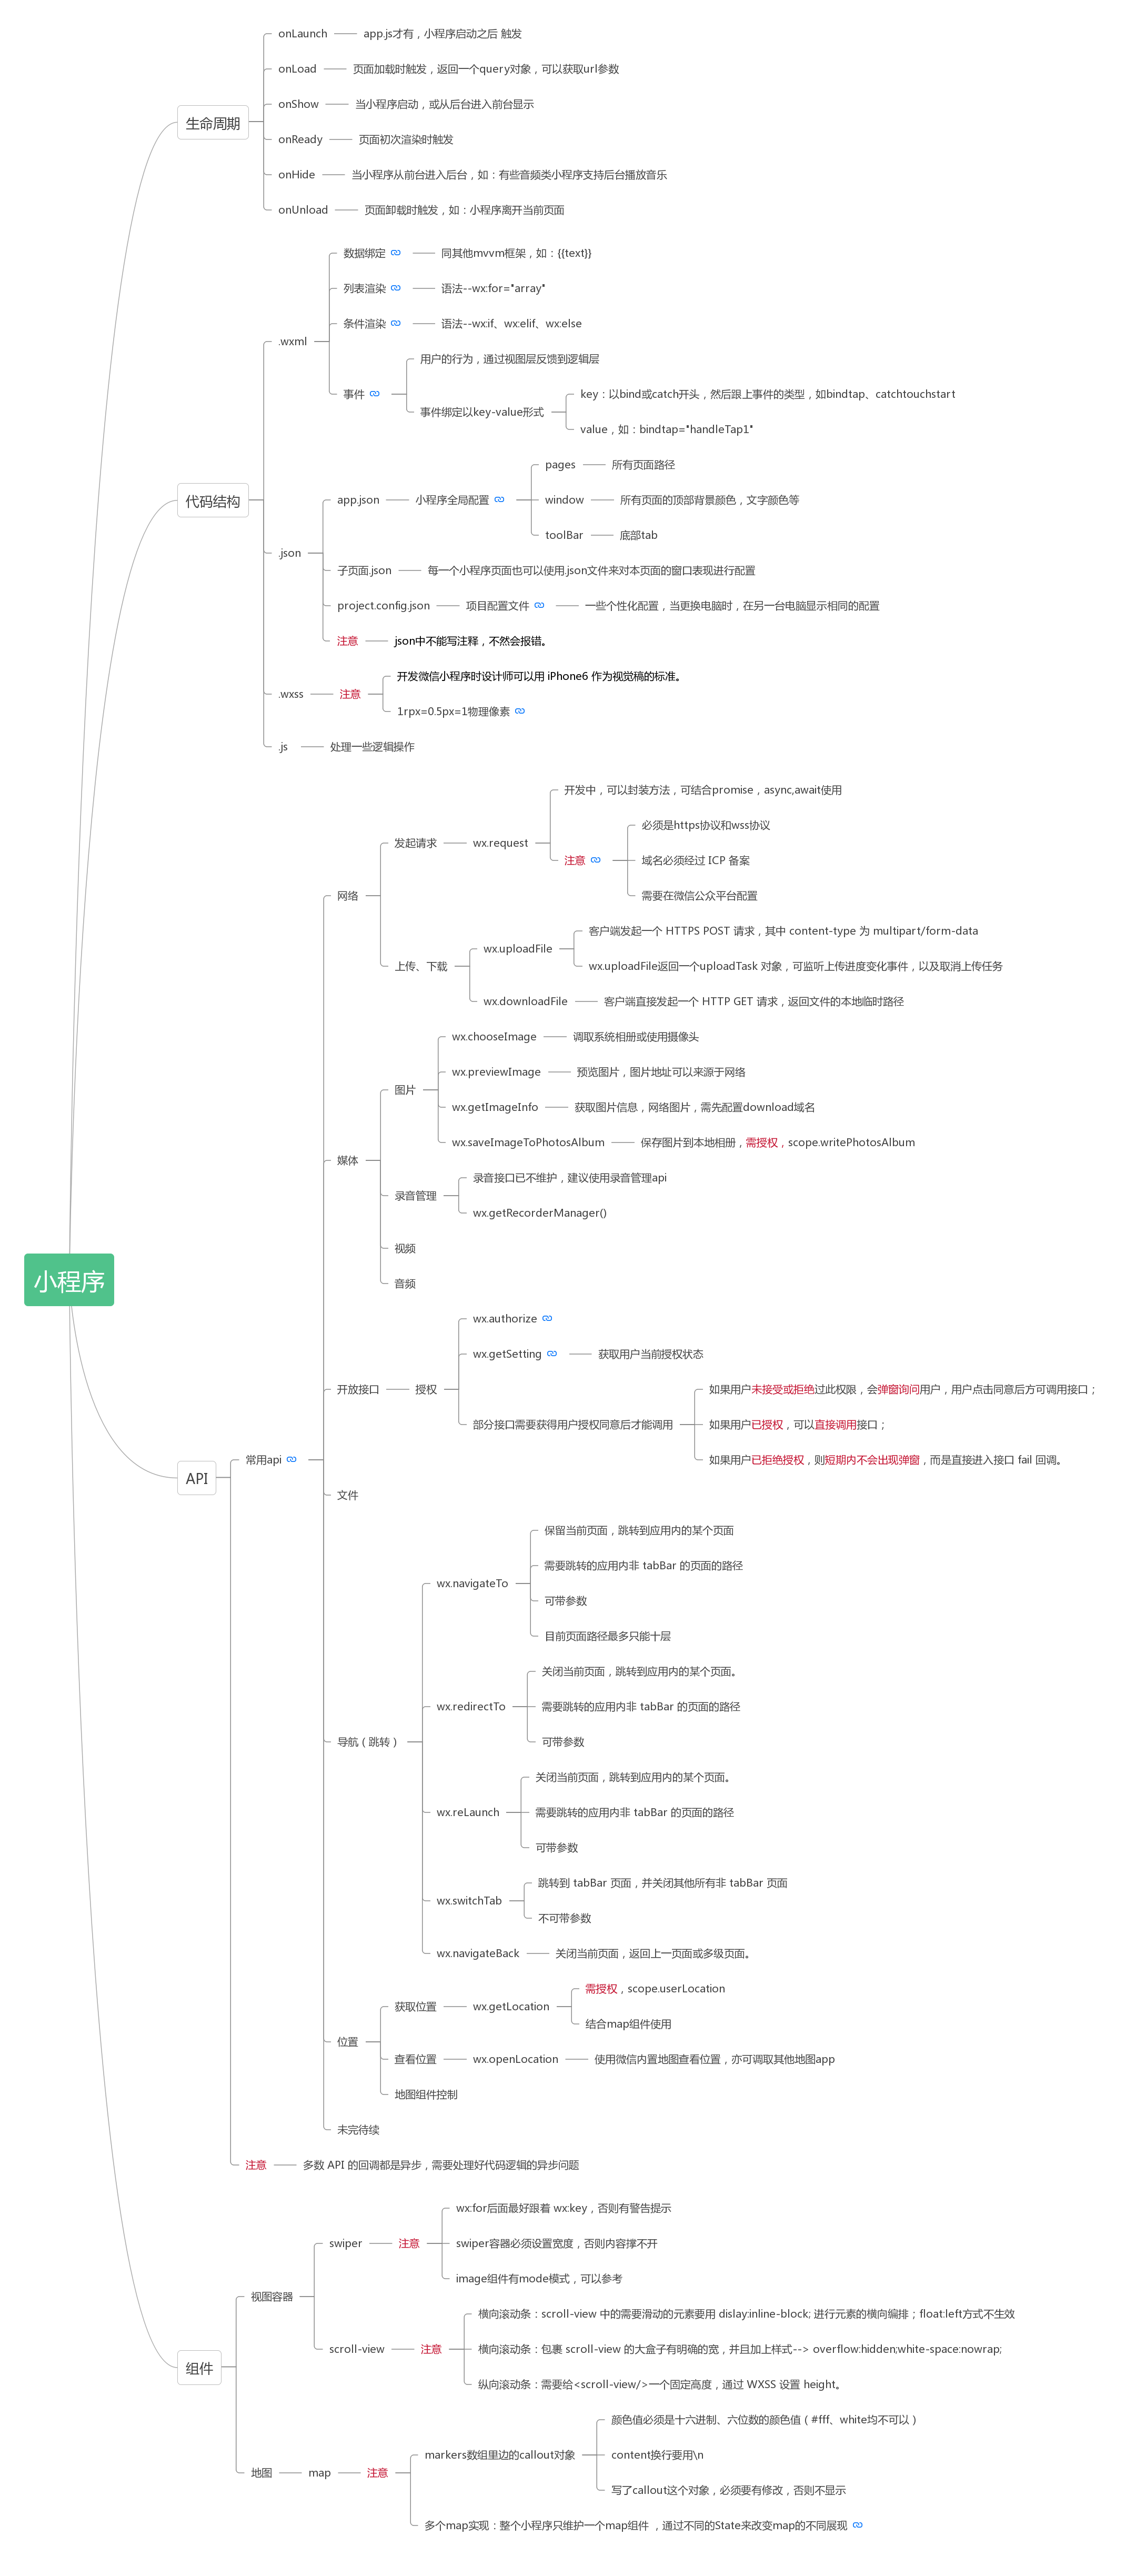 小程序
生命周期
onLaunch
app.js才有，小程序启动之后 触发
onLoad
页面加载时触发，返回一个query对象，可以获取url参数
onShow
当小程序启动，或从后台进入前台显示
onReady
页面初次渲染时触发
onHide
当小程序从前台进入后台，如：有些音频类小程序支持后台播放音乐
onUnload
页面卸载时触发，如：小程序离开当前页面
代码结构
.wxml
数据绑定
同其他mvvm框架，如：{{text}}
列表渲染
语法--wx:for="array"
条件渲染
语法--wx:if、wx:elif、wx:else
事件
用户的行为，通过视图层反馈到逻辑层
事件绑定以key-value形式
key：以bind或catch开头，然后跟上事件的类型，如bindtap、catchtouchstart
value，如：bindtap="handleTap1"
.json
app.json
小程序全局配置
pages
所有页面路径
window
所有页面的顶部背景颜色，文字颜色等
toolBar
底部tab
子页面.json
每一个小程序页面也可以使用.json文件来对本页面的窗口表现进行配置
project.config.json
项目配置文件
一些个性化配置，当更换电脑时，在另一台电脑显示相同的配置
注意
json中不能写注释，不然会报错。
.wxss
注意
开发微信小程序时设计师可以用 iPhone6 作为视觉稿的标准。
1rpx=0.5px=1物理像素
.js
处理一些逻辑操作
API
常用api
网络
发起请求
wx.request
开发中，可以封装方法，可结合promise，async,await使用
注意
必须是https协议和wss协议
域名必须经过 ICP 备案
需要在微信公众平台配置
上传、下载
wx.uploadFile
客户端发起一个 HTTPS POST 请求，其中 content-type 为 multipart/form-data
wx.uploadFile返回一个uploadTask 对象，可监听上传进度变化事件，以及取消上传任务
wx.downloadFile
客户端直接发起一个 HTTP GET 请求，返回文件的本地临时路径
媒体
图片
wx.chooseImage
调取系统相册或使用摄像头
wx.previewImage
预览图片，图片地址可以来源于网络
wx.getImageInfo
获取图片信息，网络图片，需先配置download域名
wx.saveImageToPhotosAlbum
保存图片到本地相册，需授权，scope.writePhotosAlbum
录音管理
录音接口已不维护，建议使用录音管理api
wx.getRecorderManager()
视频
音频
开放接口
授权
wx.authorize
wx.getSetting
获取用户当前授权状态
部分接口需要获得用户授权同意后才能调用
如果用户未接受或拒绝过此权限，会弹窗询问用户，用户点击同意后方可调用接口；
如果用户已授权，可以直接调用接口；
如果用户已拒绝授权，则短期内不会出现弹窗，而是直接进入接口 fail 回调。
文件
导航（跳转）
wx.navigateTo
保留当前页面，跳转到应用内的某个页面
需要跳转的应用内非 tabBar 的页面的路径
可带参数
目前页面路径最多只能十层
wx.redirectTo
关闭当前页面，跳转到应用内的某个页面。
需要跳转的应用内非 tabBar 的页面的路径
可带参数
wx.reLaunch
关闭当前页面，跳转到应用内的某个页面。
需要跳转的应用内非 tabBar 的页面的路径
可带参数
wx.switchTab
跳转到 tabBar 页面，并关闭其他所有非 tabBar 页面
不可带参数
wx.navigateBack
关闭当前页面，返回上一页面或多级页面。
位置
获取位置
wx.getLocation
需授权，scope.userLocation
结合map组件使用
查看位置
wx.openLocation
使用微信内置地图查看位置，亦可调取其他地图app
地图组件控制
未完待续
注意
多数 API 的回调都是异步，需要处理好代码逻辑的异步问题
组件
视图容器
swiper
注意
wx:for后面最好跟着 wx:key，否则有警告提示
swiper容器必须设置宽度，否则内容撑不开
image组件有mode模式，可以参考
scroll-view
注意
横向滚动条：scroll-view 中的需要滑动的元素要用 dislay:inline-block; 进行元素的横向编排；float:left方式不生效
横向滚动条：包裹 scroll-view 的大盒子有明确的宽，并且加上样式--> overflow:hidden;white-space:nowrap;
纵向滚动条：需要给<scroll-view/>一个固定高度，通过 WXSS 设置 height。
地图
map
注意
markers数组里边的callout对象
颜色值必须是十六进制、六位数的颜色值（#fff、white均不可以）
content换行要用\n
写了callout这个对象，必须要有修改，否则不显示
多个map实现：整个小程序只维护一个map组件 ，通过不同的State来改变map的不同展现